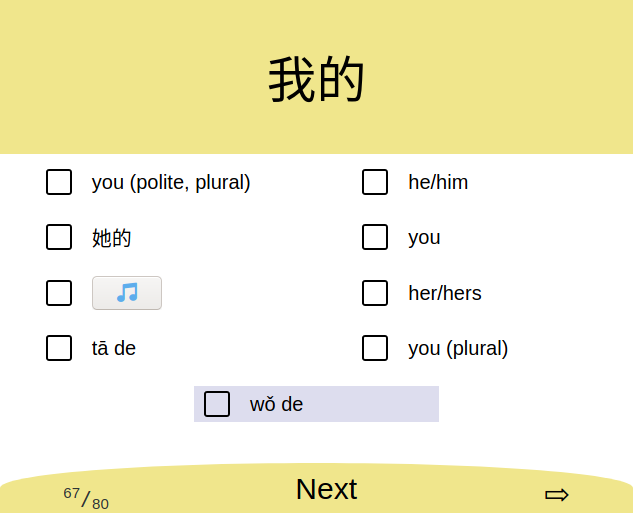 我的
you (polite, plural)
he/him
她的
you
her/hers
tā de
you (plural)
wǒ de
67/80
Next
⇨